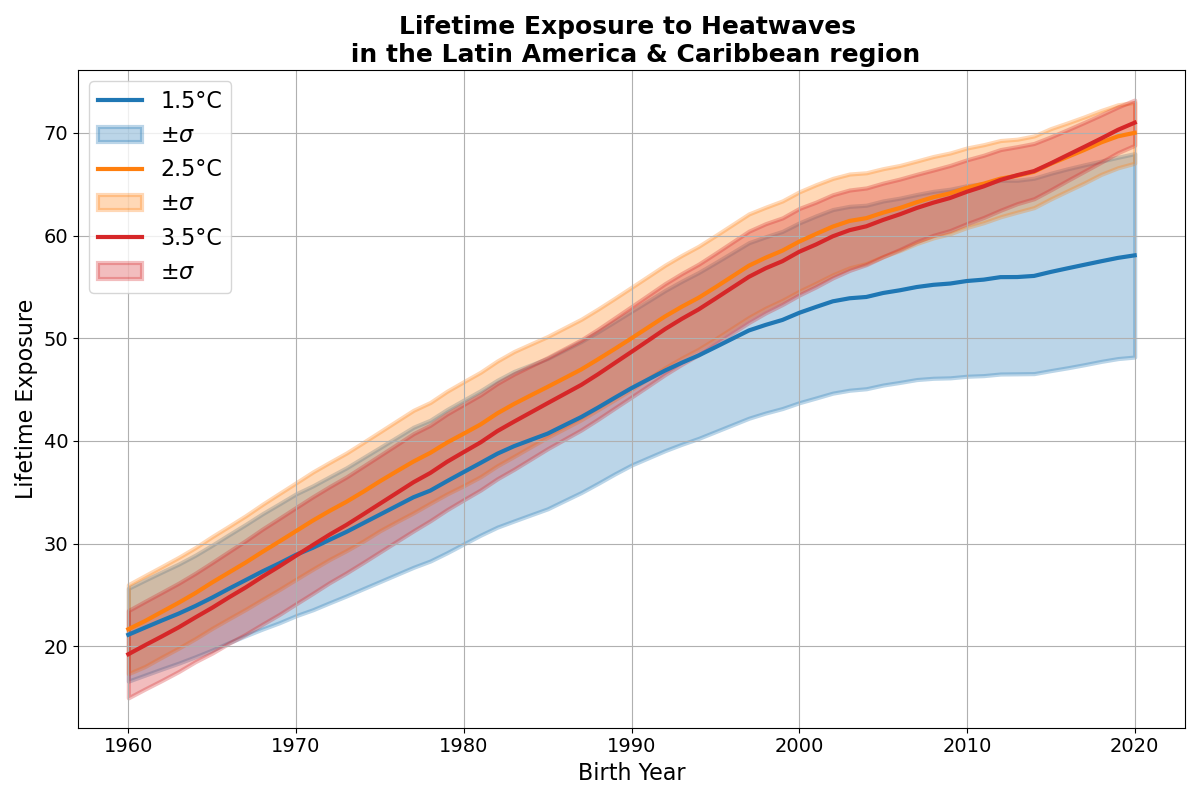 Lifetime Exposure to Heatwaves
in the Latin America & Caribbean region
1.5°C
±σ
2.5°C
±σ
3.5°C
±σ
Lifetime Exposure
70
60
50
40
30
20
1960 1970 1980 1990 2000 2010 2020
Birth Year